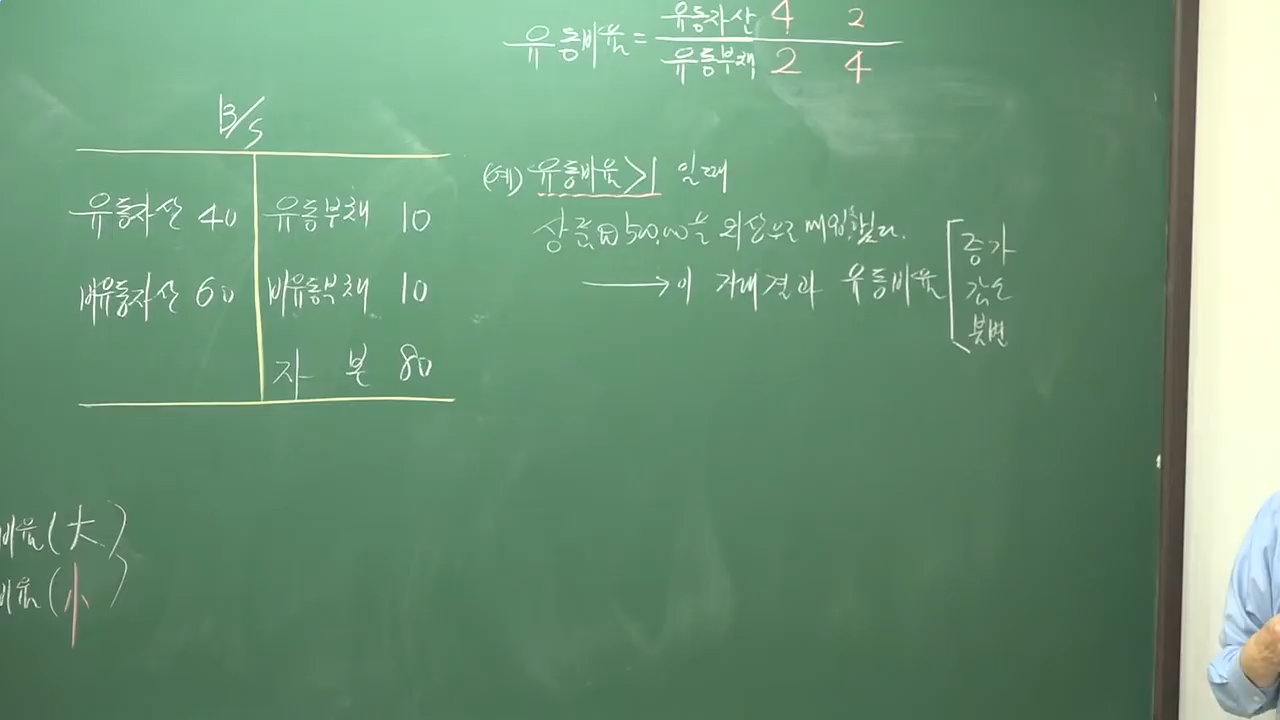 유동비율 = 유동자산 4 2
유동부채 2 4
B/S
유동자산 40 유동부채 10
비유동자산 60 비유동부채 10
자 본 80
(예) 유동비율>1 일때
상품 ₩500,000을 외상으로 매입했다.
→ 이 거래결과 유동비율 [증가
감소
불변
비율(大)
비율(小)